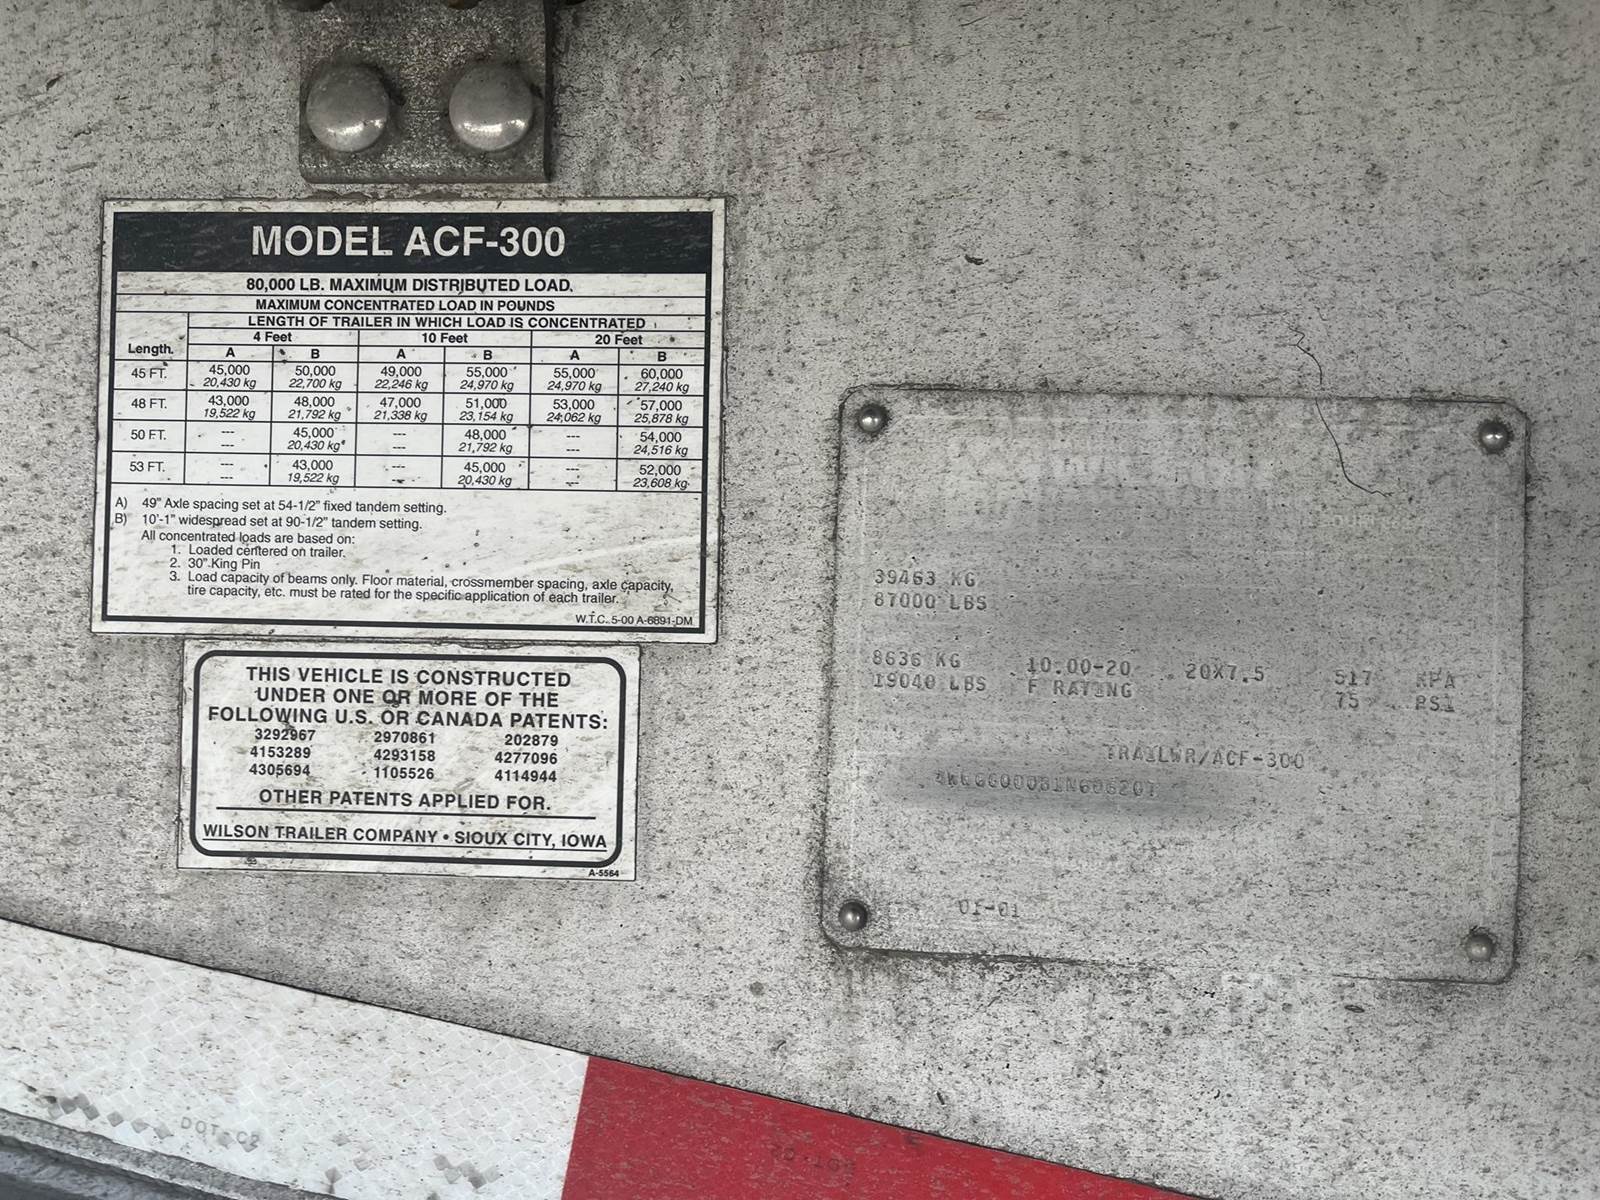 MODEL ACF-300
80,000 LB. MAXIMUM DISTRIBUTED LOAD.
MAXIMUM CONCENTRATED LOAD IN POUNDS
LENGTH OF TRAILER IN WHICH LOAD IS CONCENTRATED
4 Feet 10 Feet 20 Feet
Length. A B A B A B
45 FT. 45,000 50,000 49,000 55,000 55,000 60,000
20,430 kg 22,700 kg 22,246 kg 24,970 kg 24,970 kg 27,240 kg
48 FT. 43,000 48,000 47,000 51,000 53,000 57,000
19,522 kg 21,792 kg 21,338 kg 23,154 kg 24,062 kg 25,878 kg
50 FT. --- 45,000 --- 48,000 --- 54,000
--- 20,430 kg --- 21,792 kg --- 24,516 kg
53 FT. --- 43,000 --- 45,000 --- 52,000
--- 19,522 kg --- 20,430 kg --- 23,608 kg
A) 49" Axle spacing set at 54-1/2" fixed tandem setting.
B) 10'-1" widespread set at 90-1/2" tandem setting.
All concentrated loads are based on:
1. Loaded centered on trailer.
2. 30" King Pin
3. Load capacity of beams only. Floor material, crossmember spacing, axle capacity,
tire capacity, etc. must be rated for the specific application of each trailer.
W.T.C. 5-00 A-6891-DM
THIS VEHICLE IS CONSTRUCTED
UNDER ONE OR MORE OF THE
FOLLOWING U.S. OR CANADA PATENTS:
3292967 2970861 202879
4153289 4293158 4277096
4305694 1105526 4114944
OTHER PATENTS APPLIED FOR.
WILSON TRAILER COMPANY • SIOUX CITY, IOWA
A-5564
39463 KG
87000 LBS
8636 KG 10.00-20 20X7.5 517 KPA
19040 LBS F RATING 75 PSI
TRAILWR/ACF-300
01-01
DOT-C2
DOT-C2